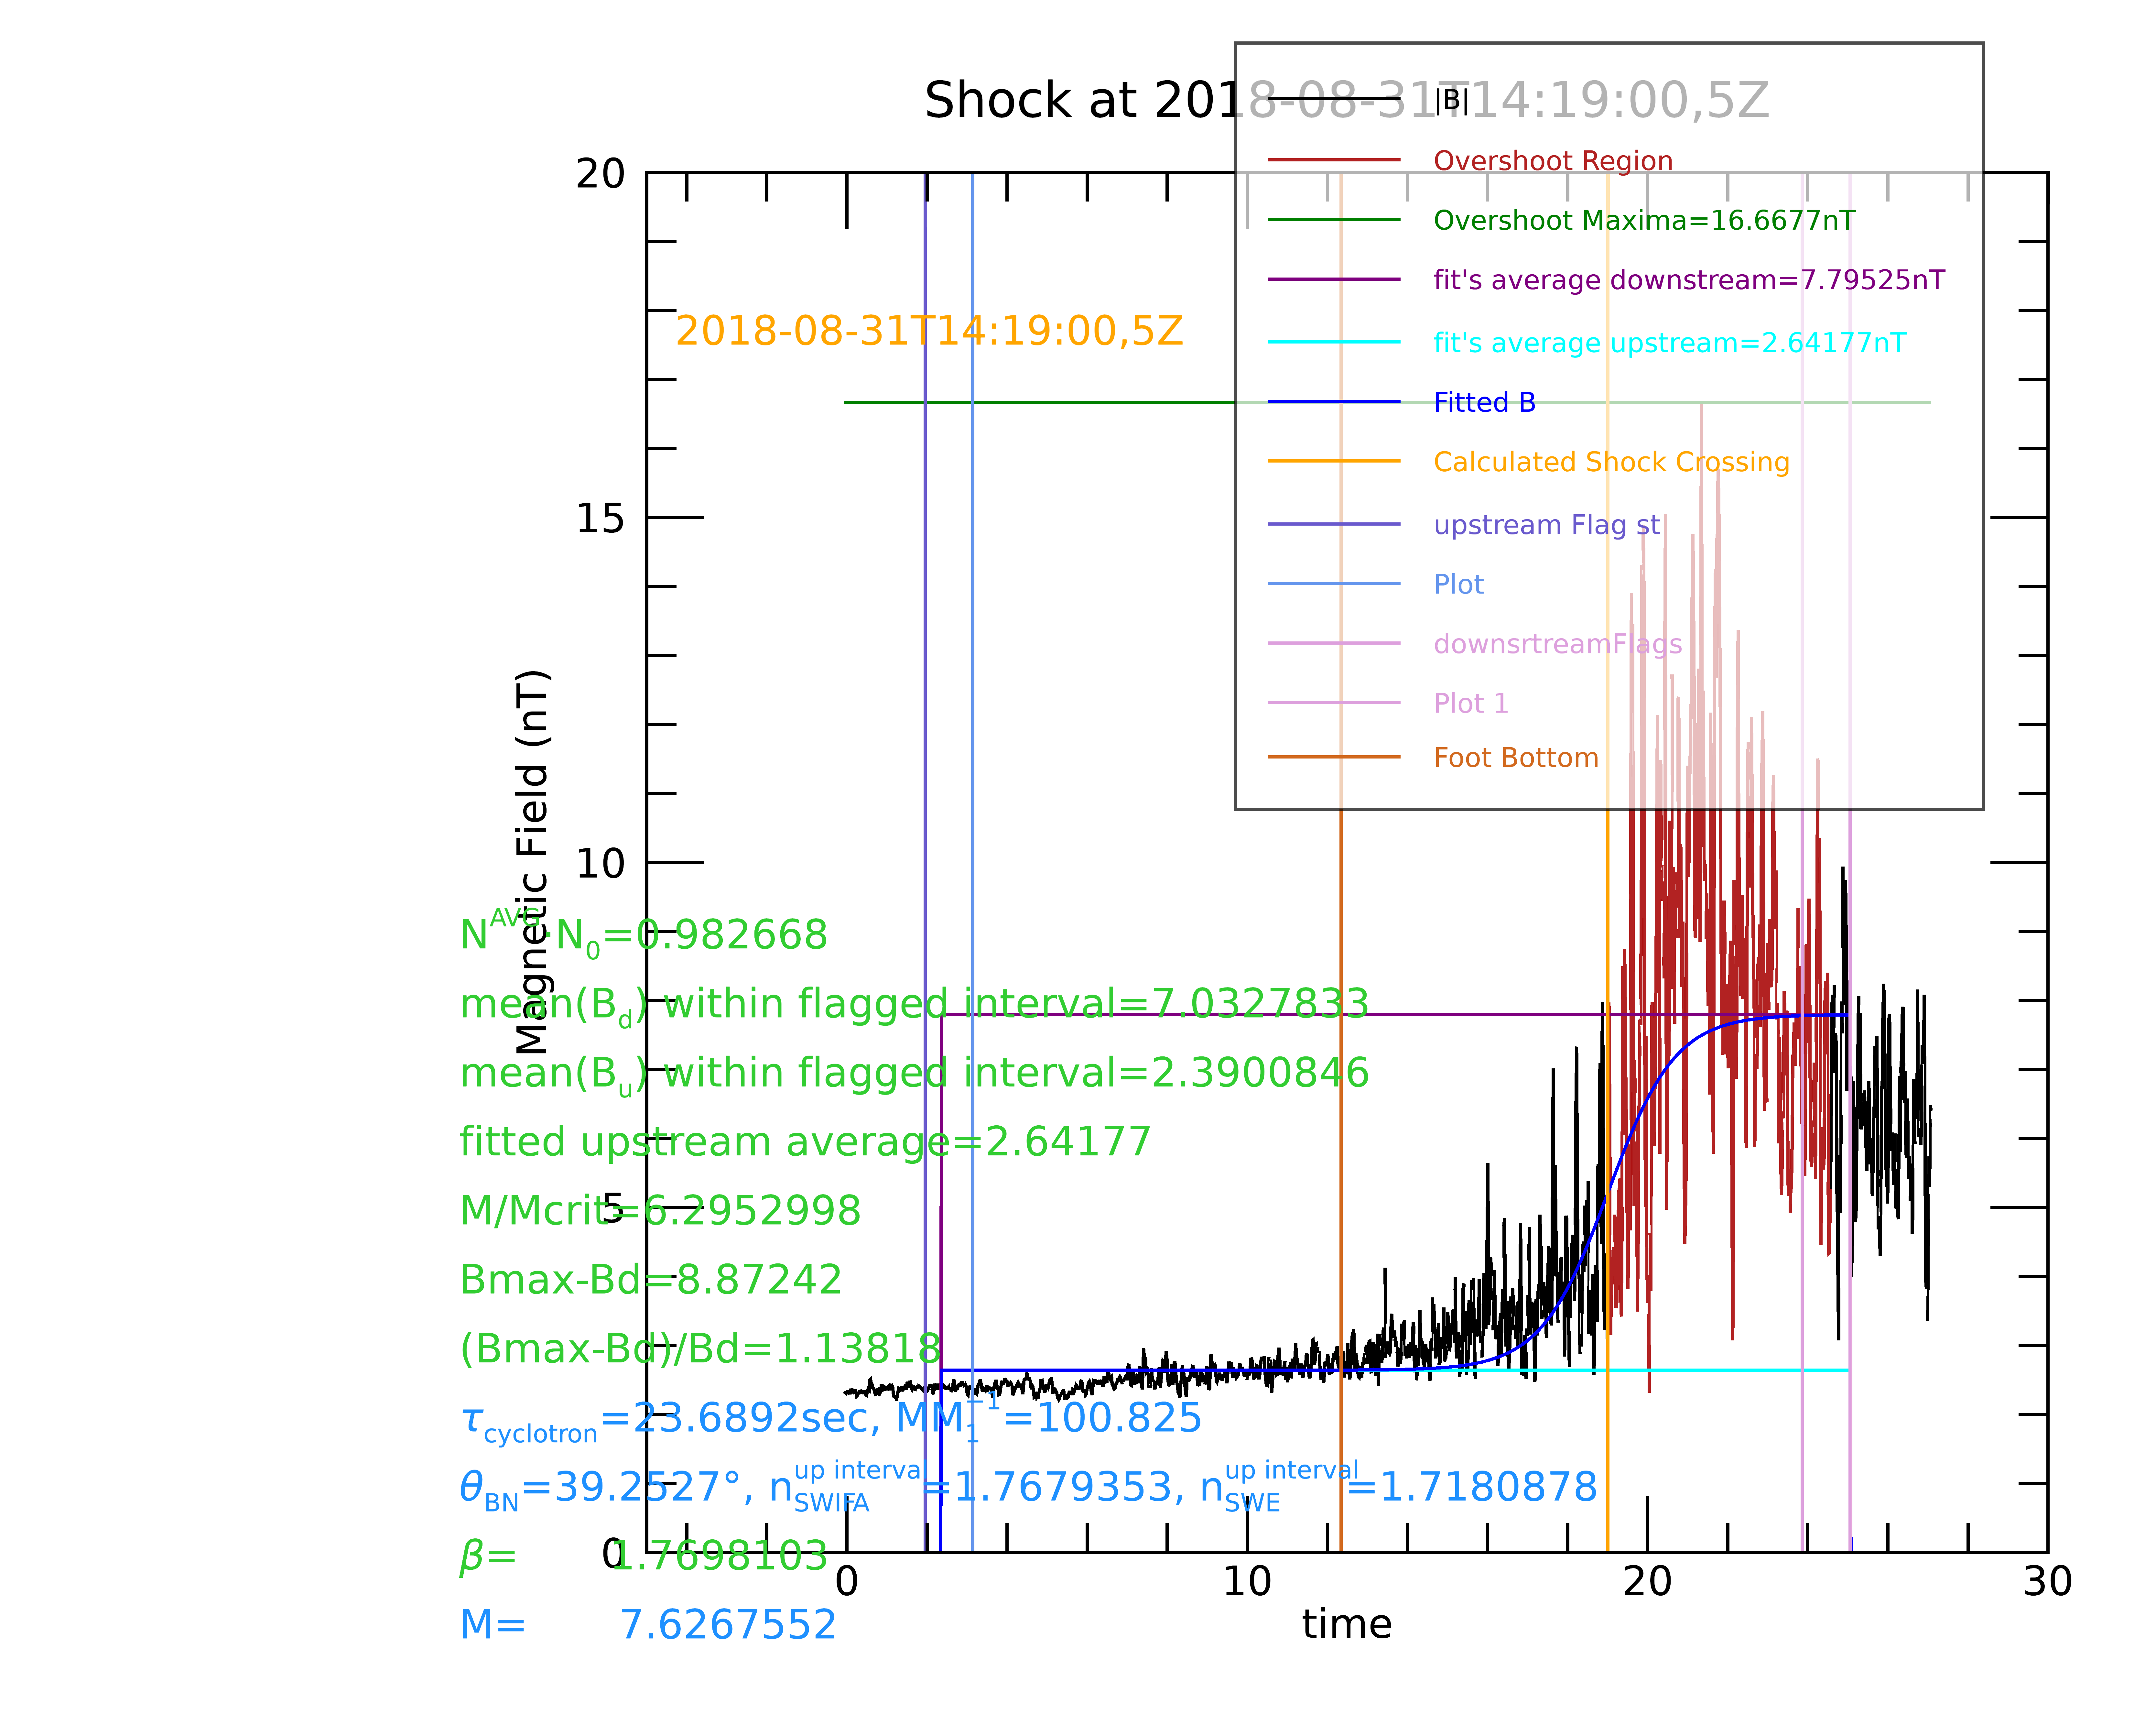 Shock at 2018-08-31T14:19:00,5Z
|B|
Overshoot Region
Overshoot Maxima=16.6677nT
fit's average downstream=7.79525nT
fit's average upstream=2.64177nT
Fitted B
Calculated Shock Crossing
upstream Flag st
Plot
downsrtreamFlags
Plot 1
Foot Bottom
2018-08-31T14:19:00,5Z
Magnetic Field (nT)
20
15
10
5
0
N^AVG·N_0=0.982668
mean(B_d) within flagged interval=7.0327833
mean(B_u) within flagged interval=2.3900846
fitted upstream average=2.64177
M/Mcrit=6.2952998
Bmax-Bd=8.87242
(Bmax-Bd)/Bd=1.13818
τ_cyclotron=23.6892sec, MM_1^−1=100.825
θ_BN=39.2527°, n_SWIFA^up interval=1.7679353, n_SWE^up interval=1.7180878
β= 1.7698103
M= 7.6267552
0 10 20 30
time